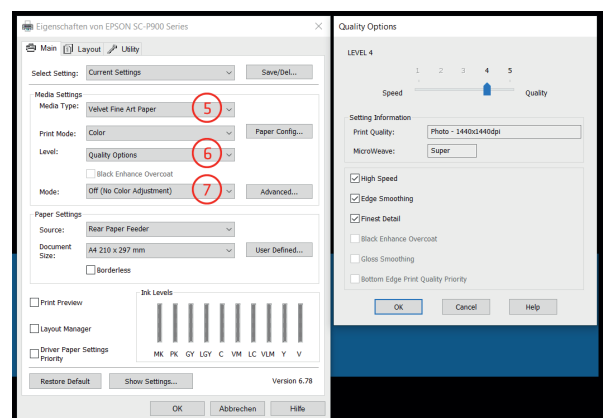 Eigenschaften von EPSON SC-P900 Series
Main Layout Utility
Select Setting: Current Settings Save/Del...
Media Settings
Media Type: Velvet Fine Art Paper 5
Print Mode: Color Paper Config...
Level: Quality Options 6
Black Enhance Overcoat
Mode: Off (No Color Adjustment) 7 Advanced...
Paper Settings
Source: Rear Paper Feeder
Document Size: A4 210 x 297 mm User Defined...
Borderless
Print Preview
Layout Manager
Driver Paper Settings Priority
Ink Levels
MK PK GY LGY C VM LC VLM Y V
Restore Default Show Settings... Version 6.78
OK Abbrechen Hilfe
Quality Options
LEVEL 4
1 2 3 4 5
Speed Quality
Setting Information
Print Quality: Photo - 1440x1440dpi
MicroWeave: Super
High Speed
Edge Smoothing
Finest Detail
Black Enhance Overcoat
Gloss Smoothing
Bottom Edge Print Quality Priority
OK Cancel Help